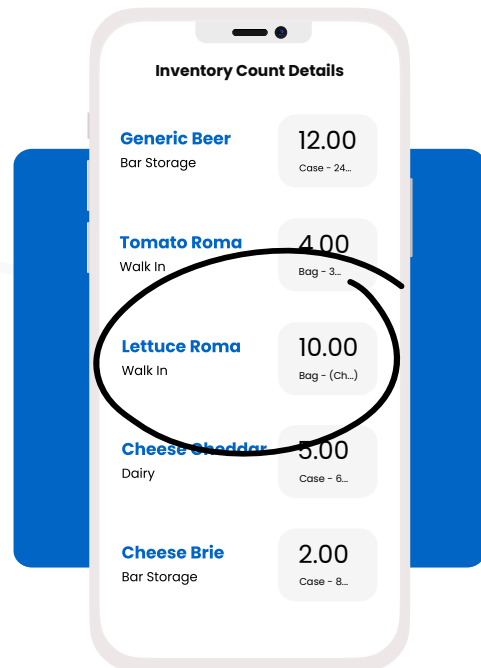 Inventory Count Details
Generic Beer
12.00
Bar Storage
Case - 24...
Tomato Roma
4.00
Walk In
Bag - 3...
Lettuce Roma
10.00
Walk In
Bag - (Ch...)
Cheese Cheddar
5.00
Dairy
Case - 6...
Cheese Brie
2.00
Bar Storage
Case - 8...